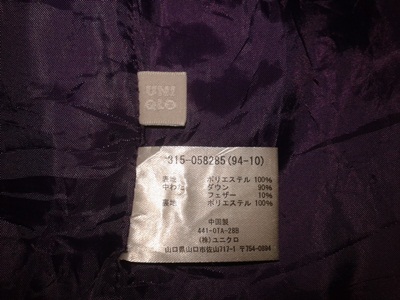 UNI
QLO
315-058285(94-10)
表地 ポリエステル 100%
中わた ダウン 90%
フェザー 10%
裏地 ポリエステル 100%
中国製
441-01A-28B
(株)ユニクロ
山口県山口市佐山717-1 〒754-0894